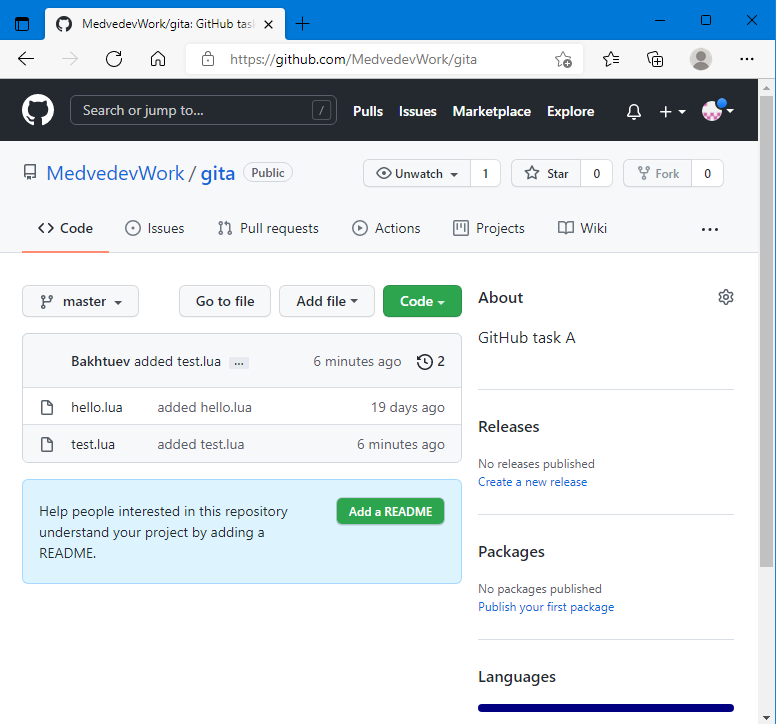 MedvedevWork/gita: GitHub tas
https://github.com/MedvedevWork/gita
Search or jump to...
/
Pulls
Issues
Marketplace
Explore
MedvedevWork / gita
Public
Unwatch
1
Star
0
Fork
0
Code
Issues
Pull requests
Actions
Projects
Wiki
...
master
Go to file
Add file
Code
Bakhtuev added test.lua
...
6 minutes ago
2
hello.lua
added hello.lua
19 days ago
test.lua
added test.lua
6 minutes ago
Help people interested in this repository
understand your project by adding a
README.
Add a README
About
GitHub task A
Releases
No releases published
Create a new release
Packages
No packages published
Publish your first package
Languages